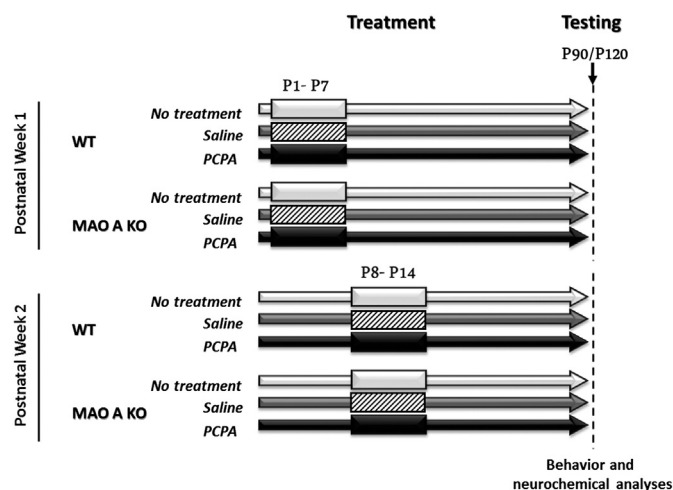 Treatment
Testing
P90/P120
P1- P7
Postnatal Week 1
WT
No treatment
Saline
PCPA
MAO A KO
No treatment
Saline
PCPA
P8- P14
Postnatal Week 2
WT
No treatment
Saline
PCPA
MAO A KO
No treatment
Saline
PCPA
Behavior and
neurochemical analyses